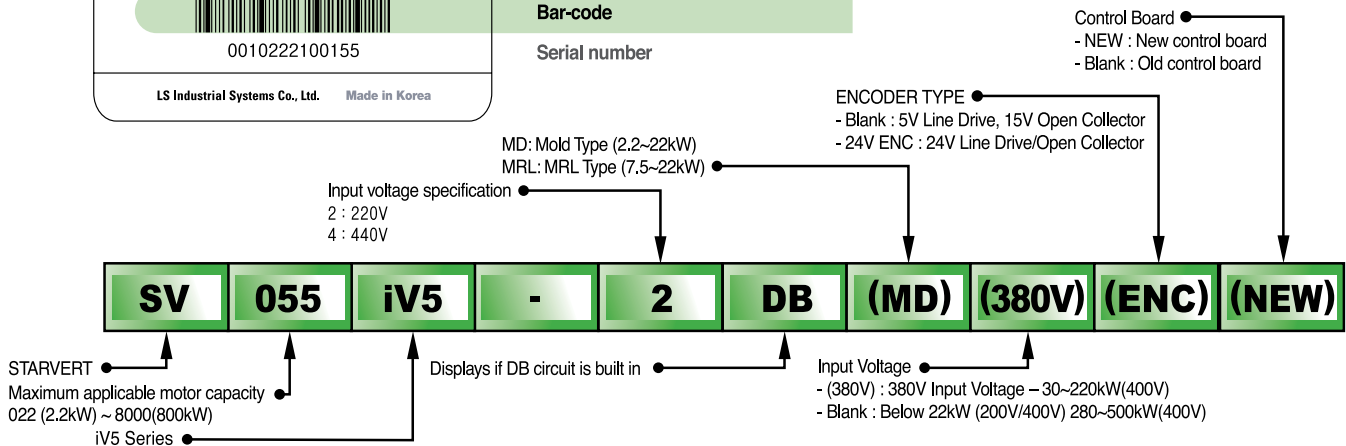 Bar-code
0010222100155
Serial number
LS Industrial Systems Co., Ltd. Made in Korea
Control Board
- NEW : New control board
- Blank : Old control board
ENCODER TYPE
- Blank : 5V Line Drive, 15V Open Collector
- 24V ENC : 24V Line Drive/Open Collector
MD: Mold Type (2.2~22kW)
MRL: MRL Type (7.5~22kW)
Input voltage specification
2 : 220V
4 : 440V
SV 055 iV5 - 2 DB (MD) (380V) (ENC) (NEW)
STARVERT
Maximum applicable motor capacity
022 (2.2kW) ~ 8000(800kW)
iV5 Series
Displays if DB circuit is built in
Input Voltage
- (380V) : 380V Input Voltage – 30~220kW(400V)
- Blank : Below 22kW (200V/400V) 280~500kW(400V)